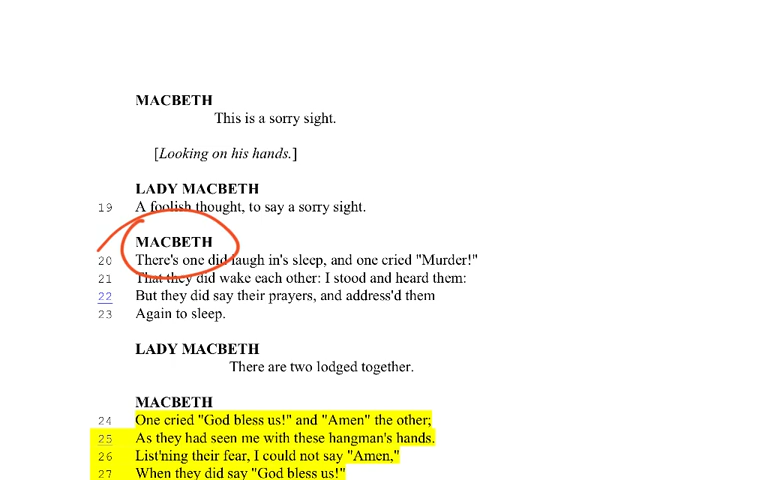 MACBETH
This is a sorry sight.
[Looking on his hands.]
LADY MACBETH
19 A foolish thought, to say a sorry sight.
MACBETH
20 There's one did laugh in's sleep, and one cried "Murder!"
21 That they did wake each other: I stood and heard them:
22 But they did say their prayers, and address'd them
23 Again to sleep.
LADY MACBETH
There are two lodged together.
MACBETH
24 One cried "God bless us!" and "Amen" the other;
25 As they had seen me with these hangman's hands.
26 List'ning their fear, I could not say "Amen,"
27 When they did say "God bless us!"